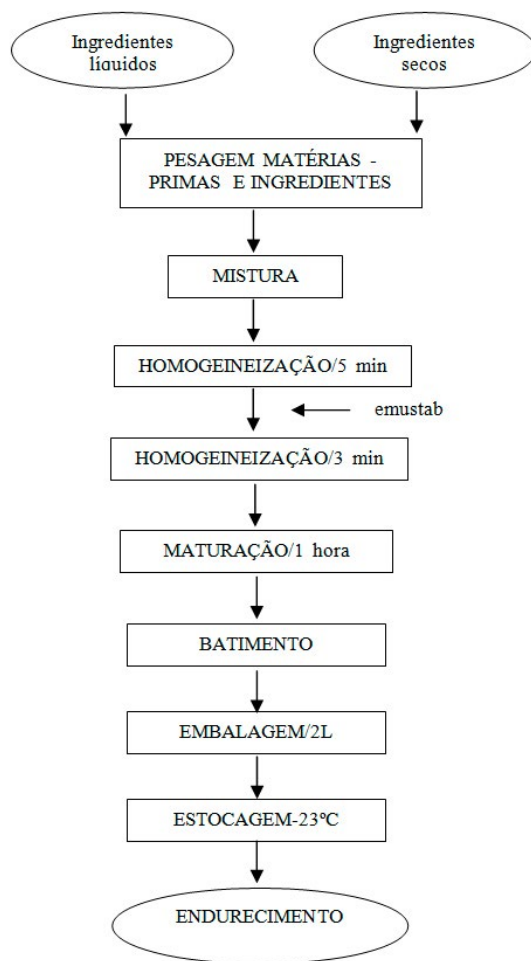 Ingredientes
líquidos
Ingredientes
secos
PESAGEM MATÉRIAS -
PRIMAS E INGREDIENTES
MISTURA
HOMOGEINEIZAÇÃO/5 min
emustab
HOMOGEINEIZAÇÃO/3 min
MATURAÇÃO/1 hora
BATIMENTO
EMBALAGEM/2L
ESTOCAGEM-23ºC
ENDURECIMENTO